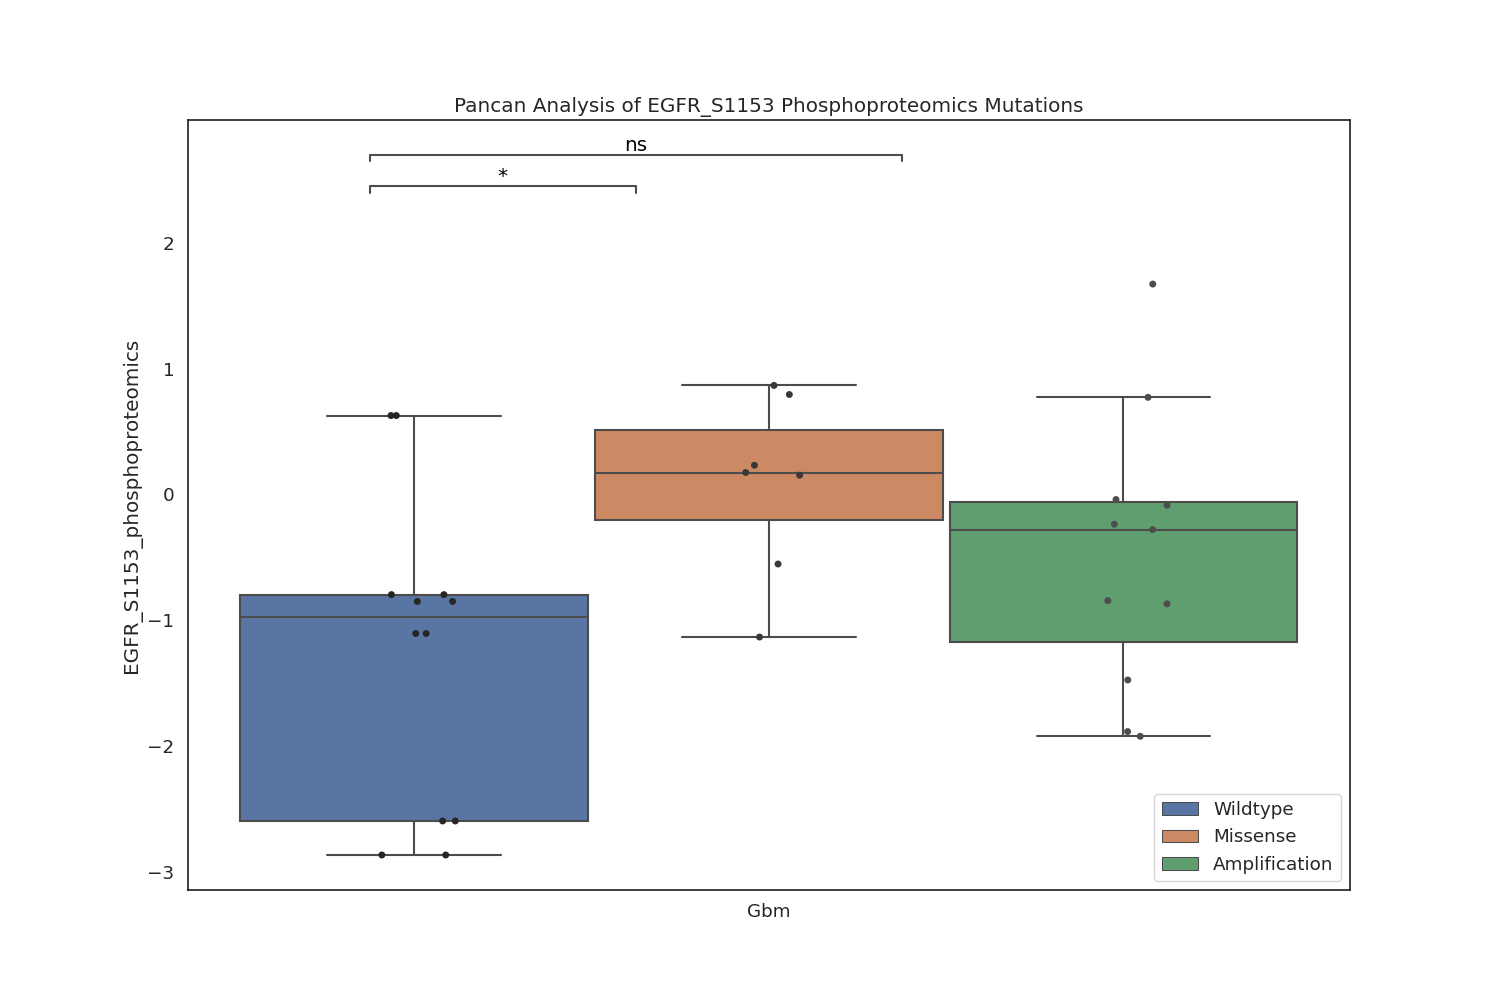 Pancan Analysis of EGFR_S1153 Phosphoproteomics Mutations
ns
*
EGFR_S1153_phosphoproteomics
2
1
0
−1
−2
−3
Wildtype
Missense
Amplification
Gbm